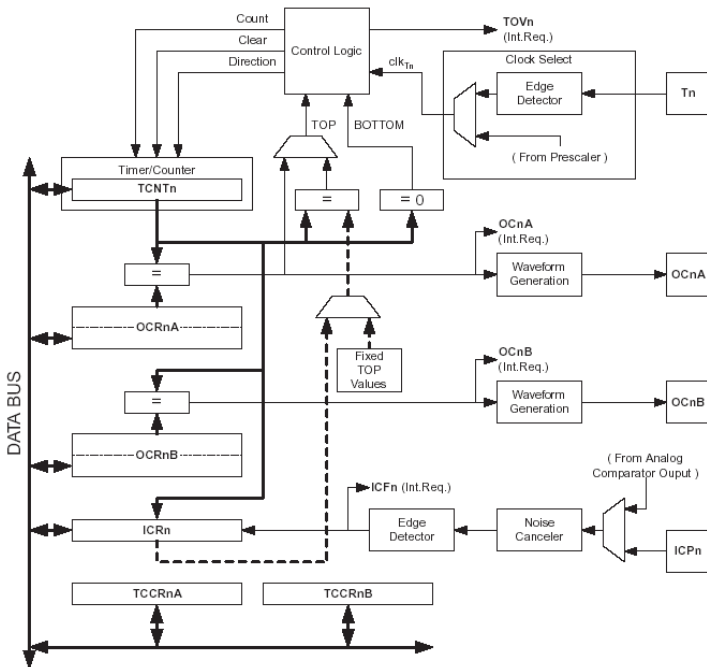 Count
Clear
Direction
Control Logic
TOVn
(Int.Req.)
clkTn
Clock Select
Edge
Detector
Tn
( From Prescaler )
TOP
BOTTOM
Timer/Counter
TCNTn
=
= 0
OCnA
(Int.Req.)
=
Waveform
Generation
OCnA
OCRnA
Fixed
TOP
Values
OCnB
(Int.Req.)
=
Waveform
Generation
OCnB
OCRnB
DATA BUS
( From Analog
Comparator Ouput )
ICFn (Int.Req.)
ICRn
Edge
Detector
Noise
Canceler
ICPn
TCCRnA
TCCRnB